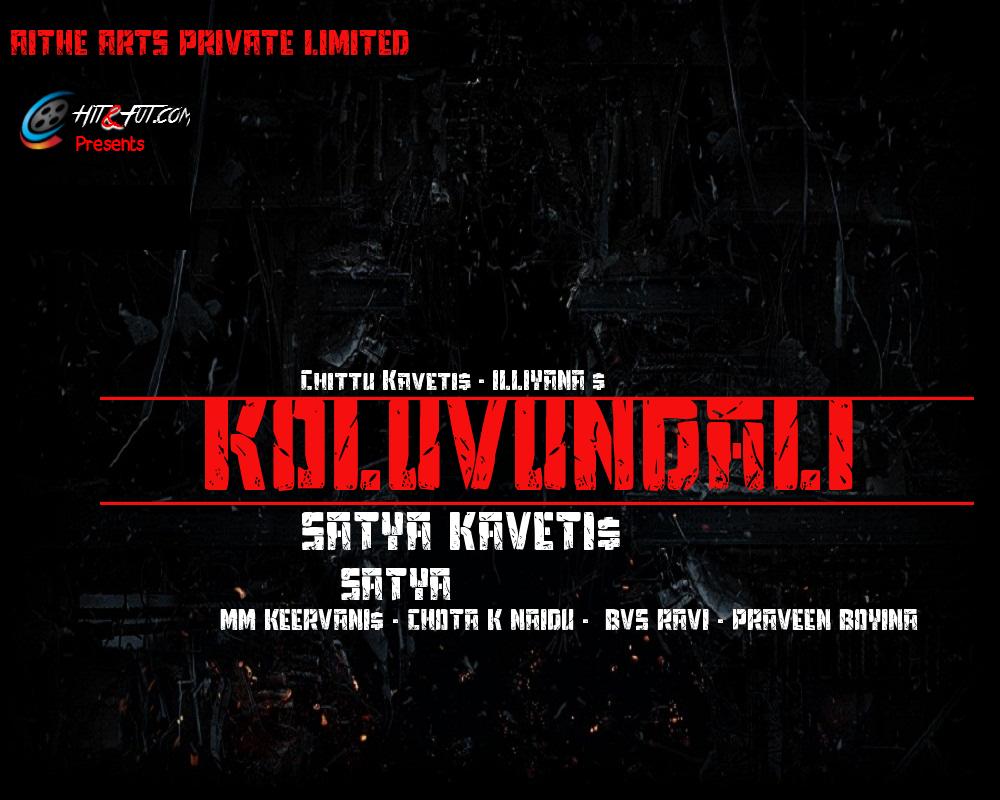 AITHE ARTS PRIVATE LIMITED
HIT&FUT.COM
Presents
Chittu Kaveti$ - ILLIYANA $
KOLUVUNDALI
SATYA KAVETI$
SATYA
MM KEERVANI$ - CHOTA K NAIDU - BVS RAVI - PRAVEEN BOYINA